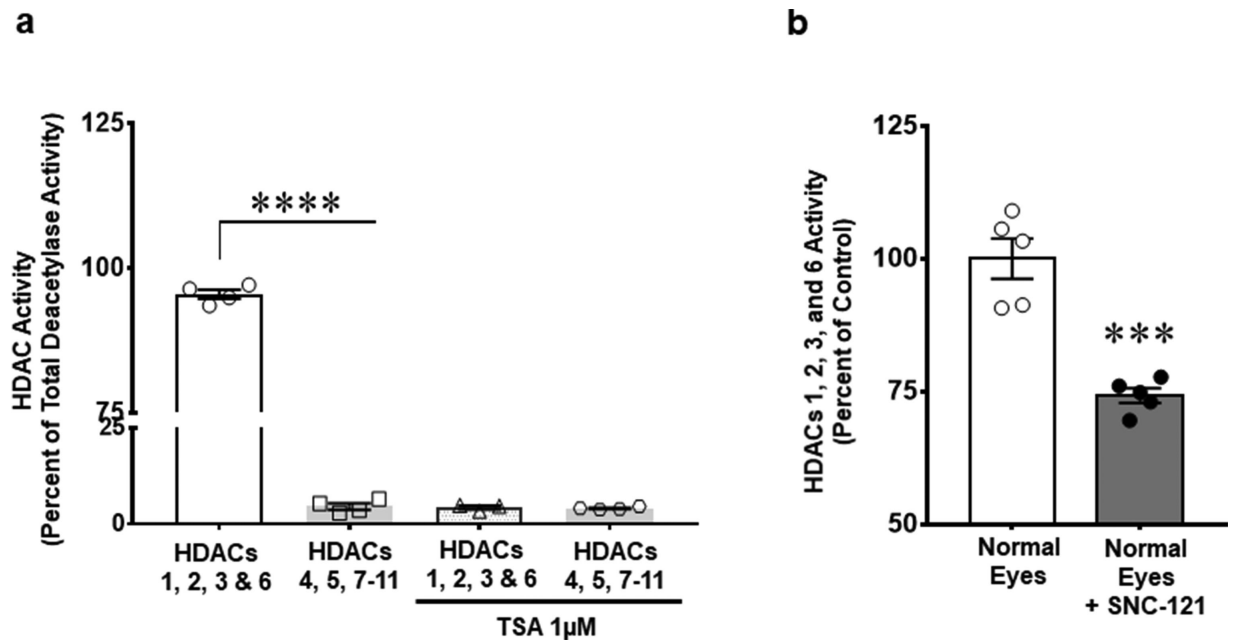 a
HDAC Activity
(Percent of Total Deacetylase Activity)
125
100
75
25
0
****
HDACs
1, 2, 3 & 6
HDACs
4, 5, 7-11
HDACs
1, 2, 3 & 6
HDACs
4, 5, 7-11
TSA 1µM
b
HDACs 1, 2, 3, and 6 Activity
(Percent of Control)
125
100
75
50
***
Normal
Eyes
Normal
Eyes
+ SNC-121